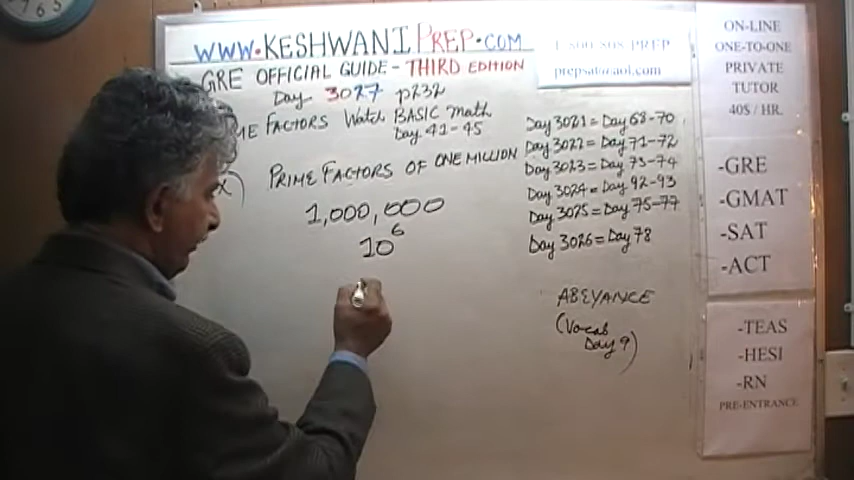 WWW.KESHWANIPREP.COM
GRE OFFICIAL GUIDE - THIRD EDITION
Day 3027 p232
ME FACTORS Watch BASIC Math
Day 41-45
PRIME FACTORS OF ONE MILLION
1,000,000
10^6
prepsat@aol.com
Day 3021 = Day 68-70
Day 3022 = Day 71-72
Day 3023 = Day 73-74
Day 3024 = Day 92-93
Day 3025 = Day 75-77
Day 3026 = Day 78
ABEYANCE
(Vocab
Day 9)
ON-LINE
ONE-TO-ONE
PRIVATE
TUTOR
40$ / HR.
-GRE
-GMAT
-SAT
-ACT
-TEAS
-HESI
-RN
PRE-ENTRANCE